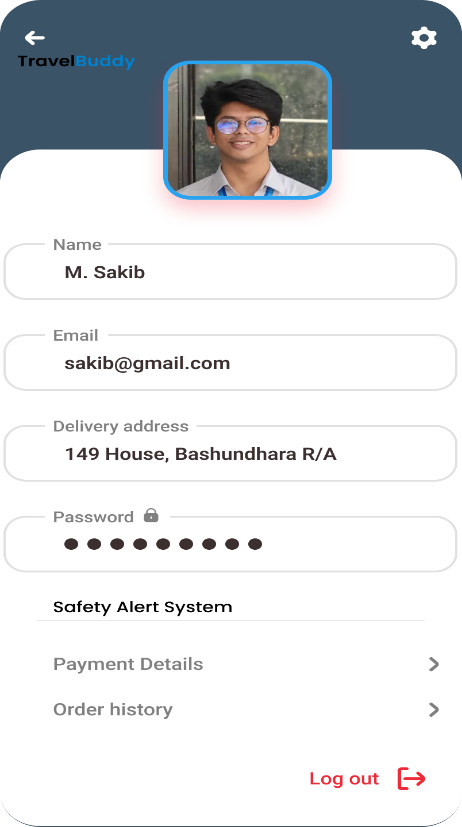 TravelBuddy
Name
M. Sakib
Email
sakib@gmail.com
Delivery address
149 House, Bashundhara R/A
Password
Safety Alert System
Payment Details
Order history
Log out